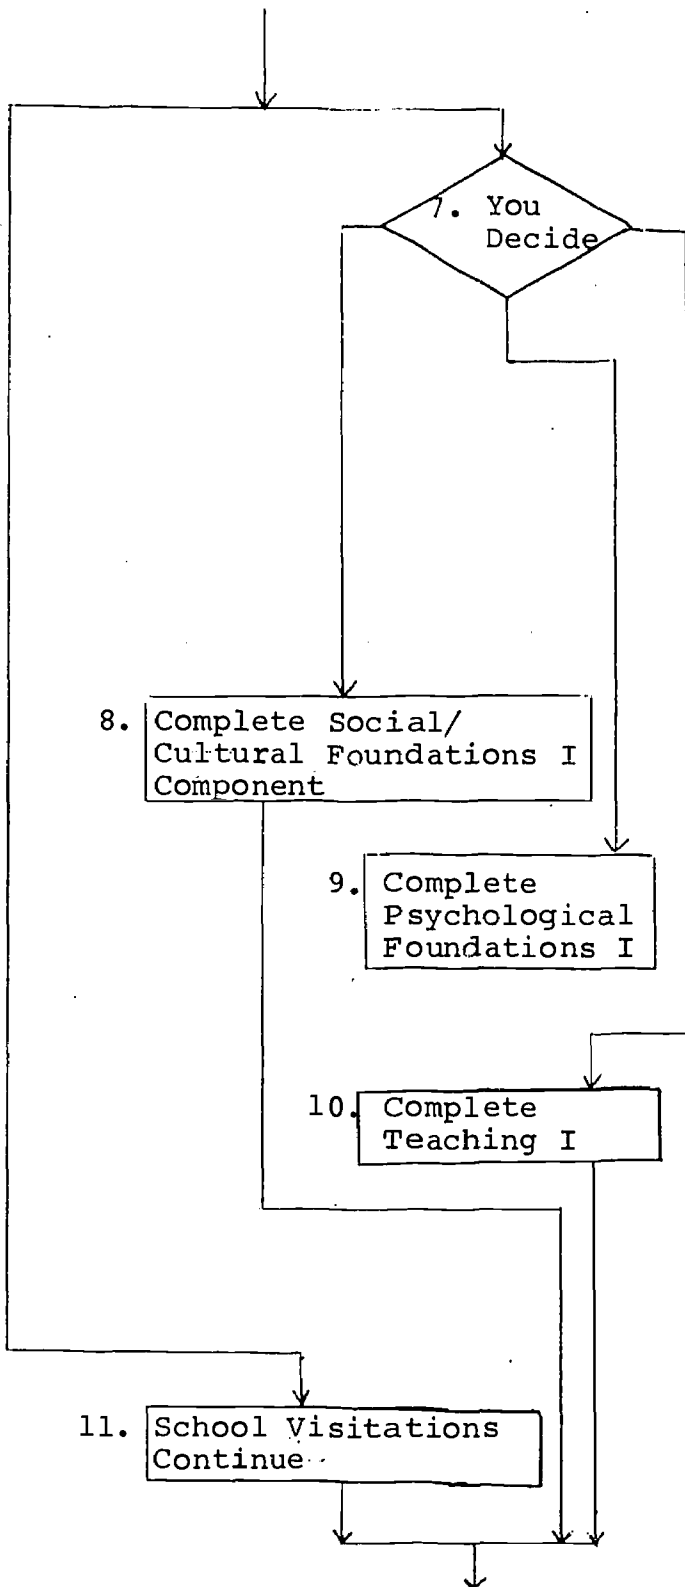 7. You
Decide
8. Complete Social/
Cultural Foundations I
Component
9. Complete
Psychological
Foundations I
10. Complete
Teaching I
11. School Visitations
Continue